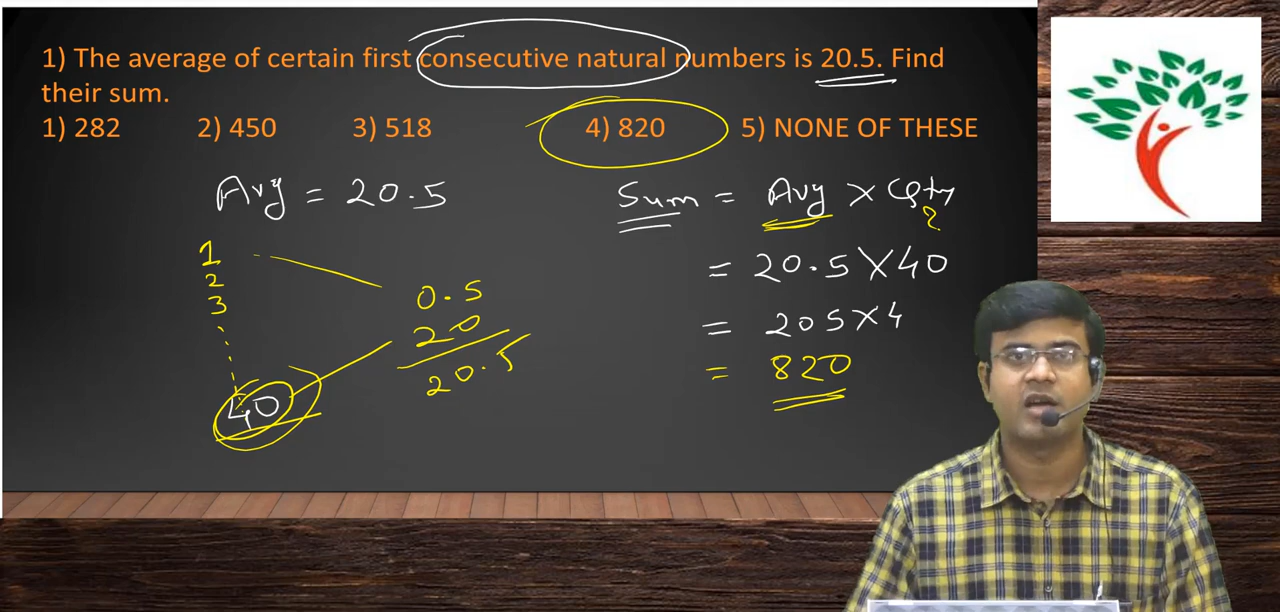 1) The average of certain first consecutive natural numbers is 20.5. Find
their sum.
1) 282 2) 450 3) 518 4) 820 5) NONE OF THESE
Avg = 20.5
1
2
3
40
0.5
20
20.5
Sum = Avg × Qty
?
= 20.5 × 40
= 205 × 4
= 820